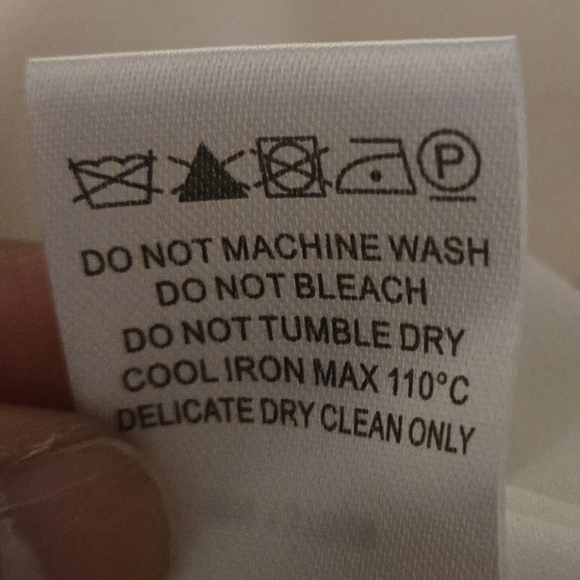 P
DO NOT MACHINE WASH
DO NOT BLEACH
DO NOT TUMBLE DRY
COOL IRON MAX 110°C
DELICATE DRY CLEAN ONLY